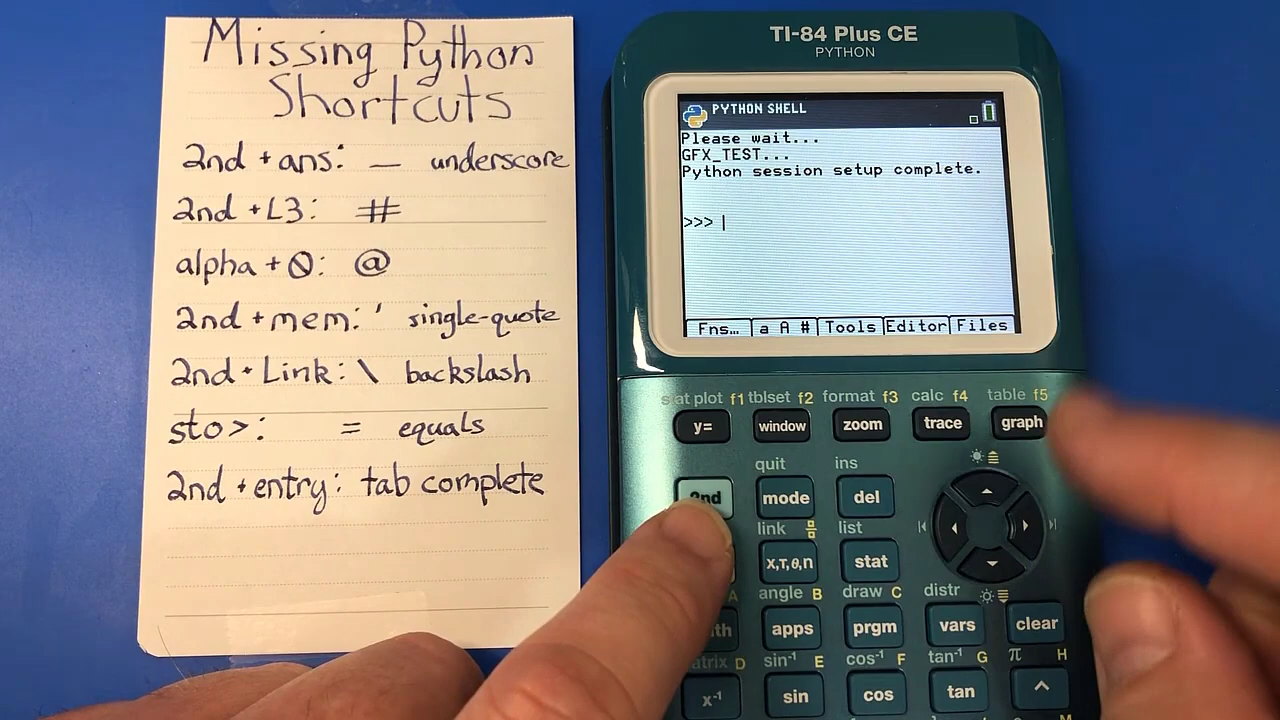 Missing Python
Shortcuts
2nd + ans: _ underscore
2nd + L3: #
alpha + 0: @
2nd + mem: ' single-quote
2nd + Link: \ backslash
sto>: = equals
2nd + entry: tab complete
TI-84 Plus CE
PYTHON
PYTHON SHELL
Please wait...
GFX_TEST...
Python session setup complete.
>>>
Fns… a A # Tools Editor Files
stat plot f1 tblset f2 format f3 calc f4 table f5
y= window zoom trace graph
quit ins
2nd mode del
link list
x,T,θ,n stat
A angle B draw C distr
apps prgm vars clear
D sin⁻¹ E cos⁻¹ F tan⁻¹ G π H
x⁻¹ sin cos tan ^